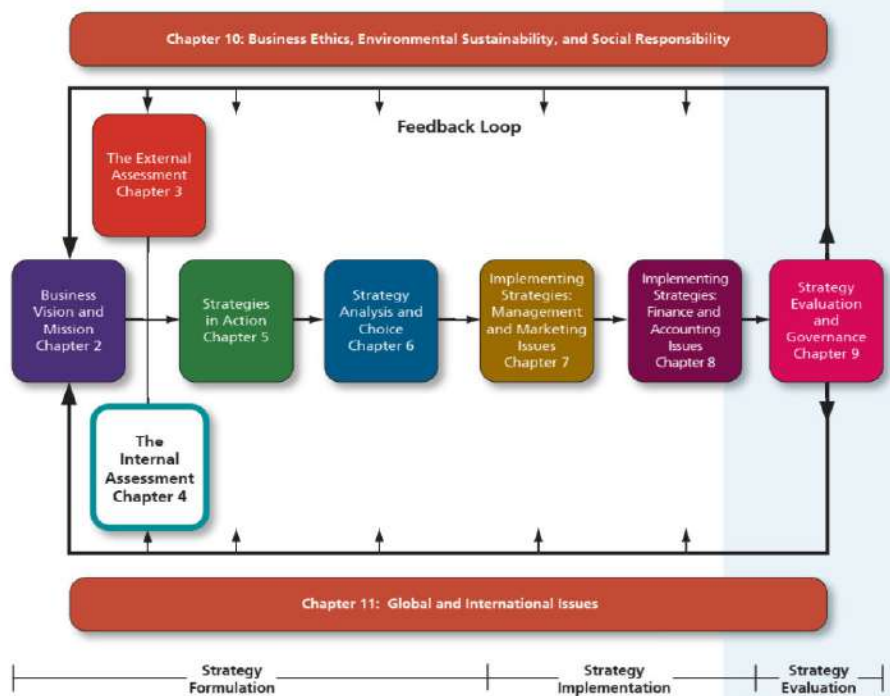 Chapter 10: Business Ethics, Environmental Sustainability, and Social Responsibility
Feedback Loop
The External
Assessment
Chapter 3
Business
Vision and
Mission
Chapter 2
Strategies
in Action
Chapter 5
Strategy
Analysis and
Choice
Chapter 6
Implementing
Strategies:
Management
and Marketing
Issues
Chapter 7
Implementing
Strategies:
Finance and
Accounting
Issues
Chapter 8
Strategy
Evaluation
and
Governance
Chapter 9
The
Internal
Assessment
Chapter 4
Chapter 11: Global and International Issues
Strategy
Formulation
Strategy
Implementation
Strategy
Evaluation